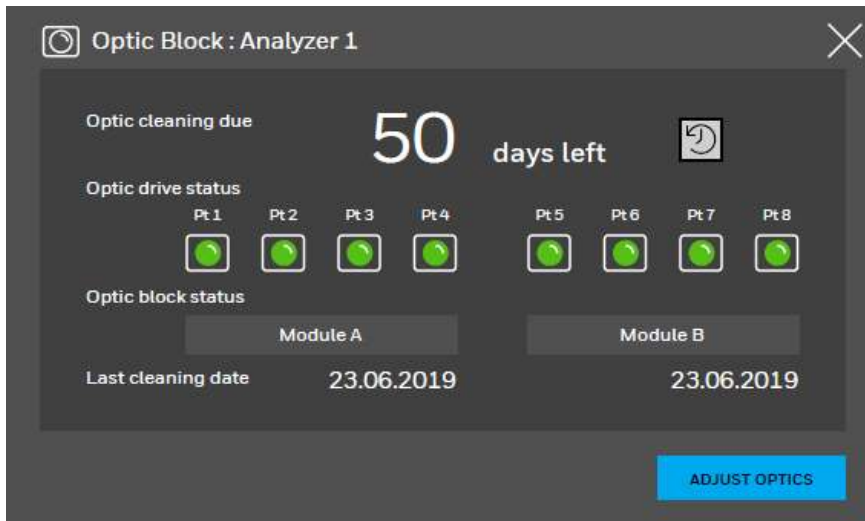 Optic Block : Analyzer 1
Optic cleaning due 50 days left
Optic drive status
Pt 1 Pt 2 Pt 3 Pt 4 Pt 5 Pt 6 Pt 7 Pt 8
Optic block status
Module A Module B
Last cleaning date 23.06.2019 23.06.2019
ADJUST OPTICS